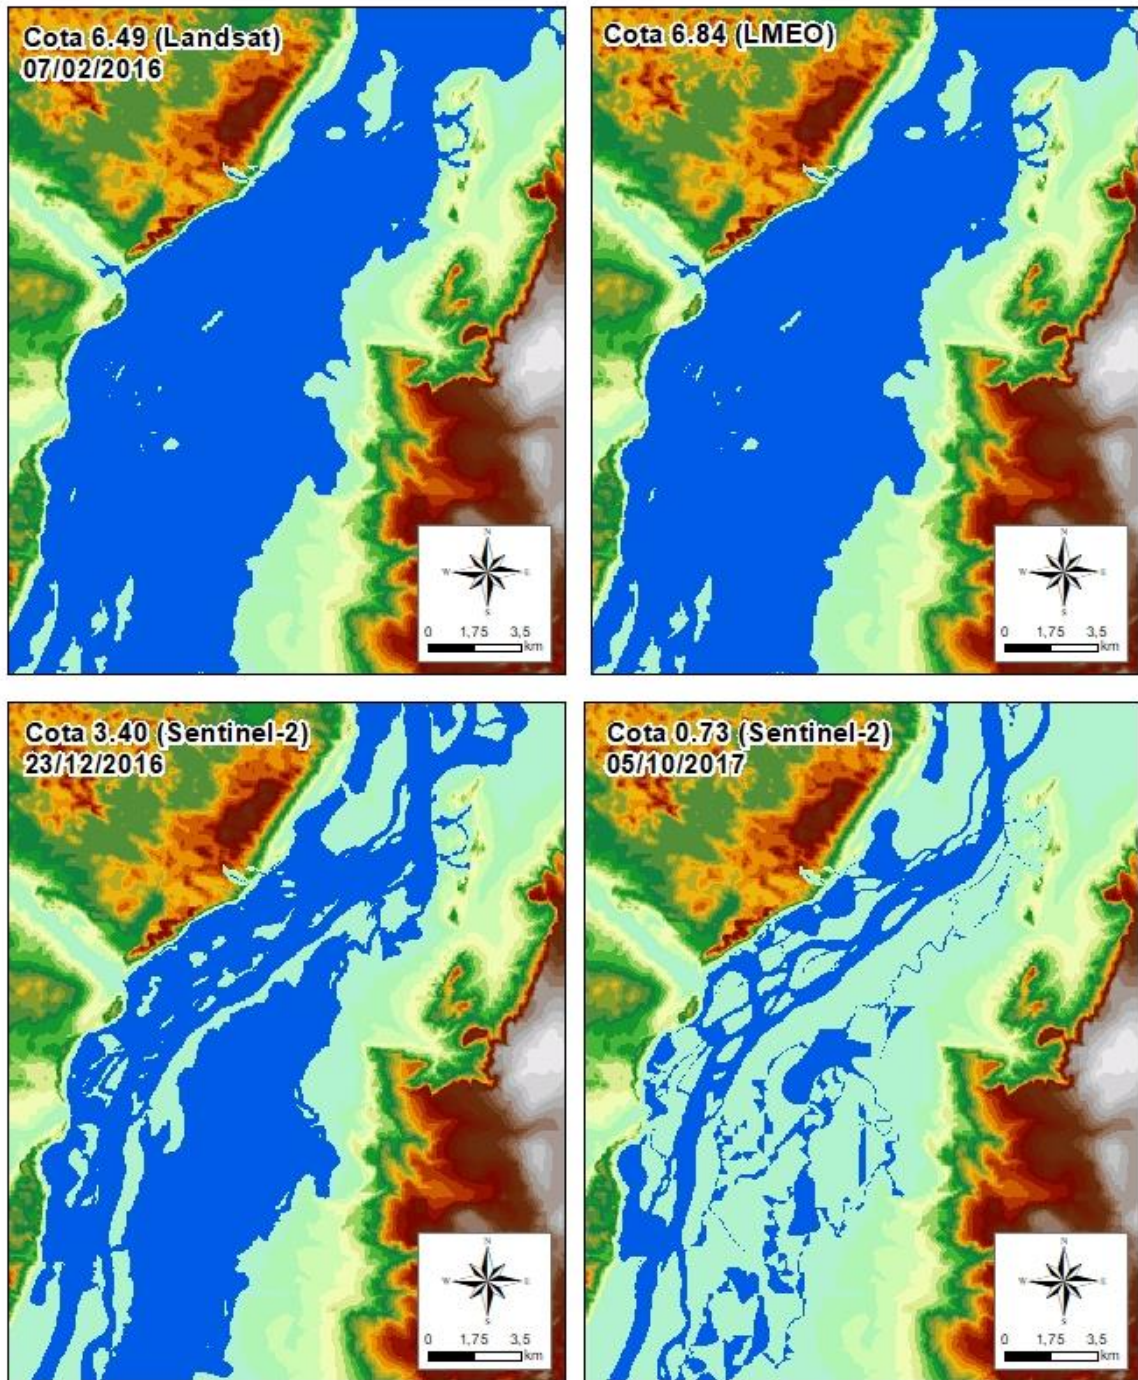 Cota 6.49 (Landsat)
07/02/2016
N
W
E
S
0 1,75 3,5
km
Cota 6.84 (LMEO)
N
W
E
S
0 1,75 3,5
km
Cota 3.40 (Sentinel-2)
23/12/2016
N
W
E
S
0 1,75 3,5
km
Cota 0.73 (Sentinel-2)
05/10/2017
N
W
E
S
0 1,75 3,5
km